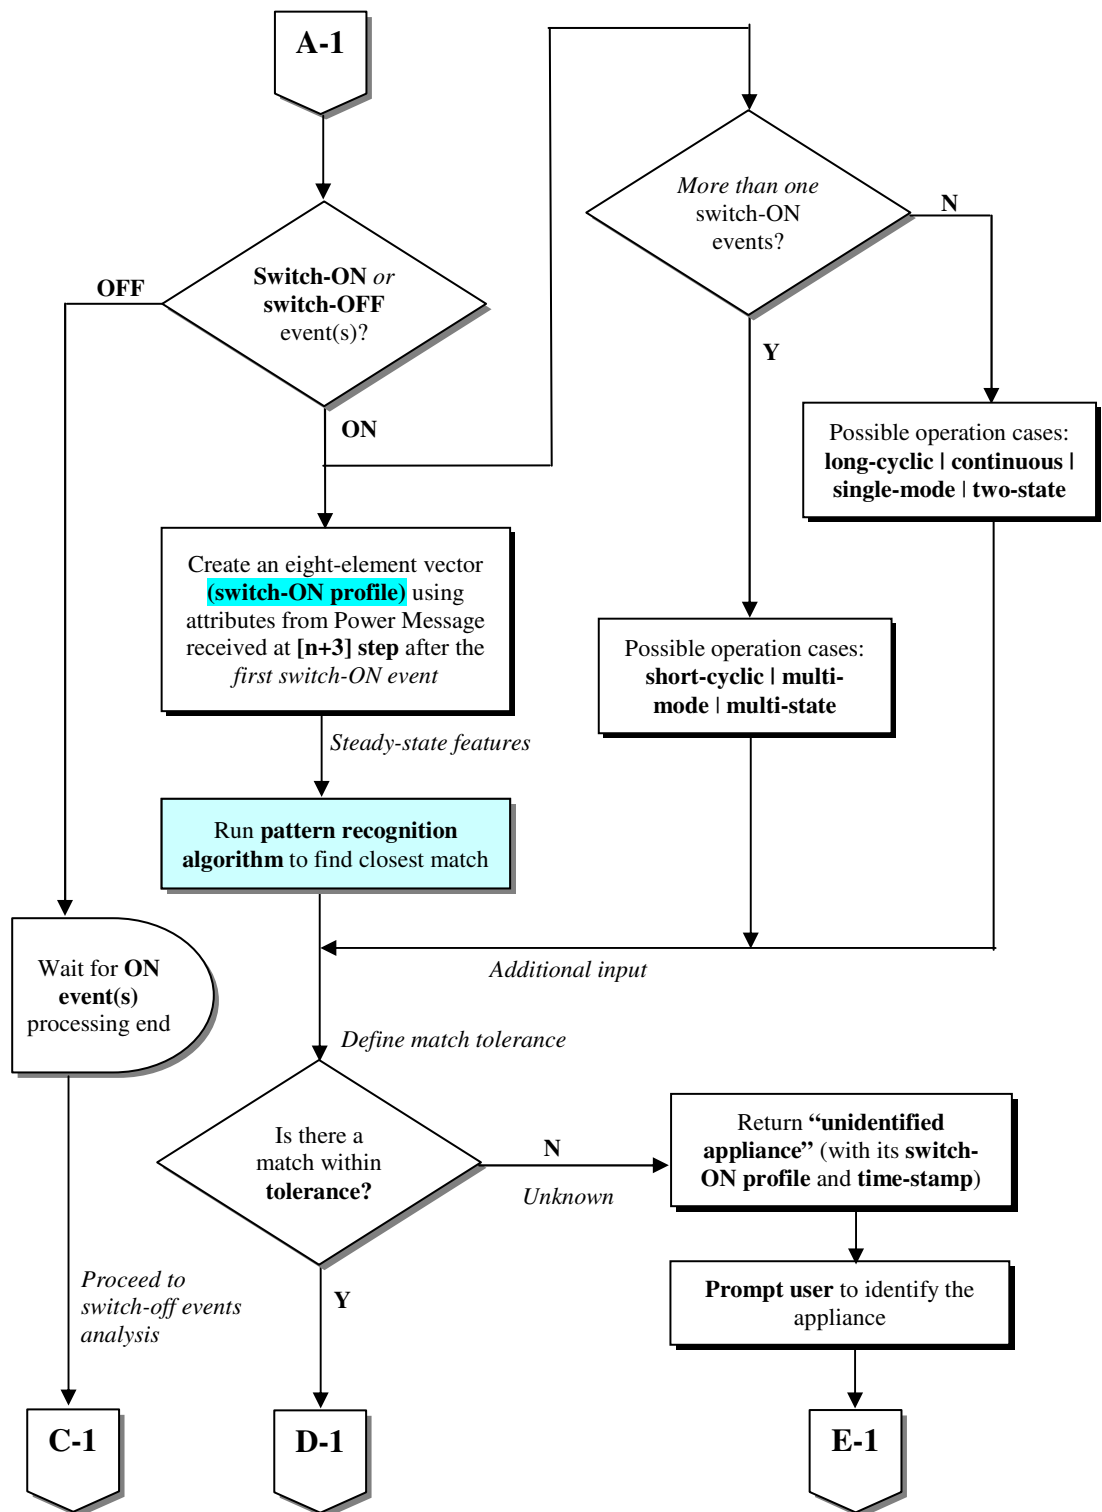 A-1
Switch-ON or
switch-OFF
event(s)?
OFF
ON
More than one
switch-ON
events?
N
Y
Possible operation cases:
long-cyclic | continuous |
single-mode | two-state
Create an eight-element vector
(switch-ON profile) using
attributes from Power Message
received at [n+3] step after the
first switch-ON event
Possible operation cases:
short-cyclic | multi-
mode | multi-state
Steady-state features
Run pattern recognition
algorithm to find closest match
Additional input
Wait for ON
event(s)
processing end
Define match tolerance
Is there a
match within
tolerance?
N
Unknown
Return “unidentified
appliance” (with its switch-
ON profile and time-stamp)
Proceed to
switch-off events
analysis
Y
Prompt user to identify the
appliance
C-1
D-1
E-1